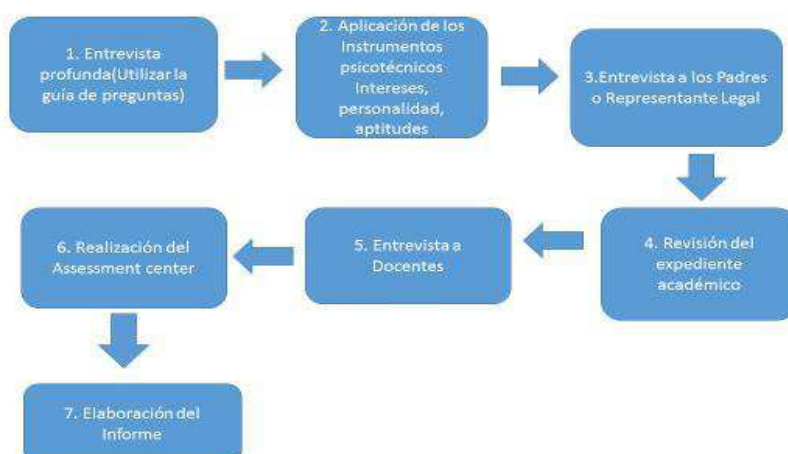 1. Entrevista
profunda(Utilizar la
guía de preguntas)
2. Aplicación de los
Instrumentos
psicotécnicos
Intereses,
personalidad,
aptitudes
3.Entrevista a los Padres
o Representante Legal
4. Revisión del
expediente
académico
5. Entrevista a
Docentes
6. Realización del
Assessment center
7. Elaboración del
Informe